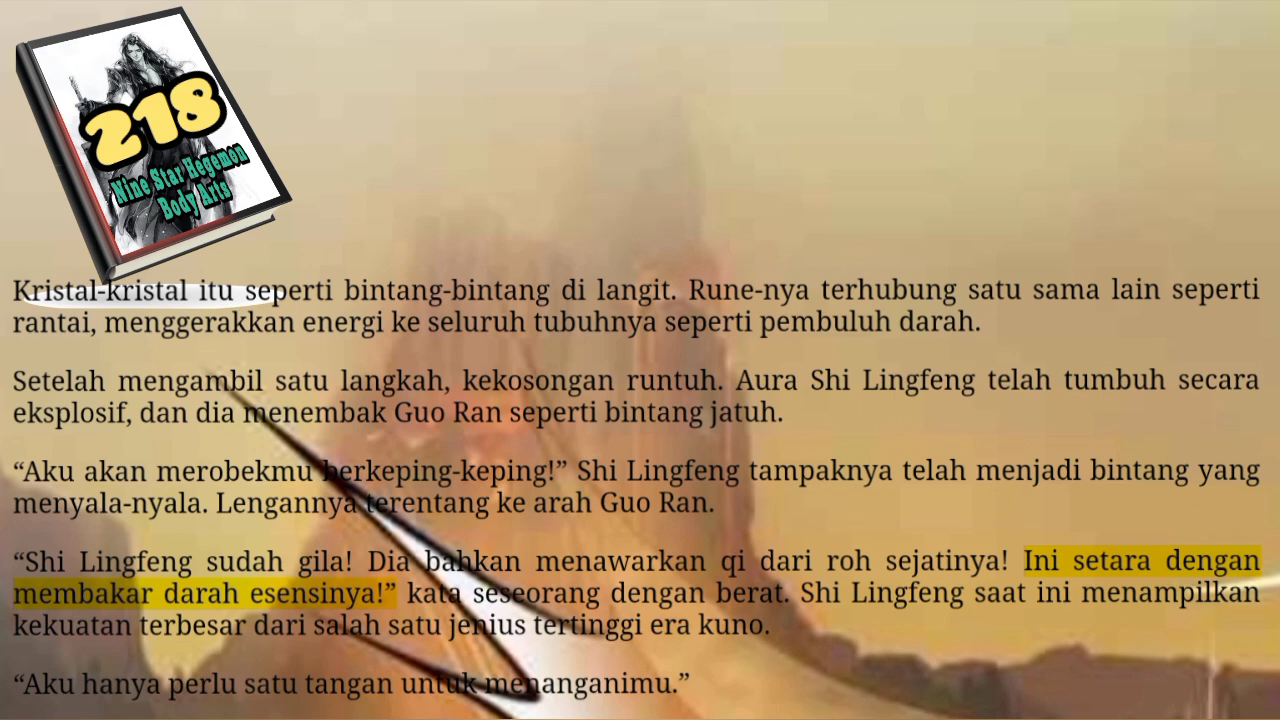 218
Nine Star Hegemon
Body Arts
Kristal-kristal itu seperti bintang-bintang di langit. Rune-nya terhubung satu sama lain seperti
rantai, menggerakkan energi ke seluruh tubuhnya seperti pembuluh darah.
Setelah mengambil satu langkah, kekosongan runtuh. Aura Shi Lingfeng telah tumbuh secara
eksplosif, dan dia menembak Guo Ran seperti bintang jatuh.
“Aku akan merobekmu berkeping-keping!” Shi Lingfeng tampaknya telah menjadi bintang yang
menyala-nyala. Lengannya terentang ke arah Guo Ran.
“Shi Lingfeng sudah gila! Dia bahkan menawarkan qi dari roh sejatinya! Ini setara dengan
membakar darah esensinya!” kata seseorang dengan berat. Shi Lingfeng saat ini menampilkan
kekuatan terbesar dari salah satu jenius tertinggi era kuno.
“Aku hanya perlu satu tangan untuk menanganimu.”